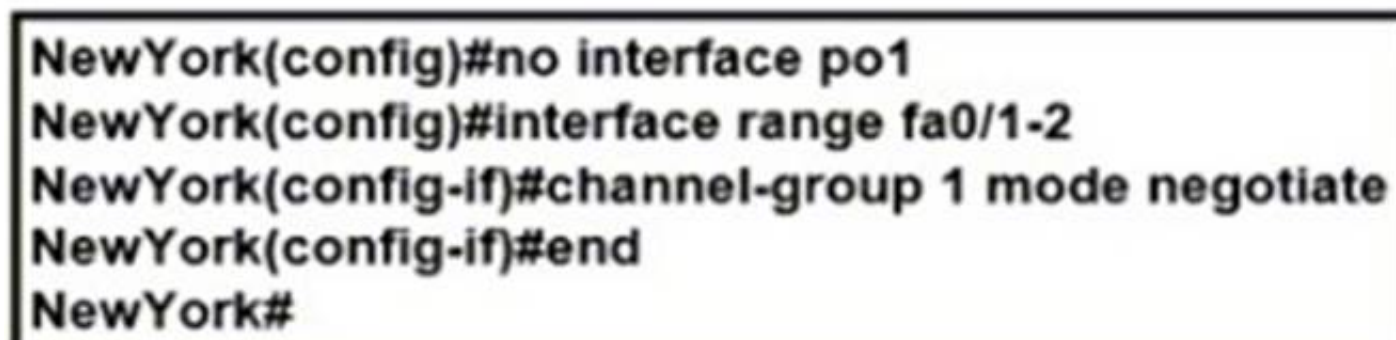 NewYork(config)#no interface po1
NewYork(config)#interface range fa0/1-2
NewYork(config-if)#channel-group 1 mode negotiate
NewYork(config-if)#end
NewYork#